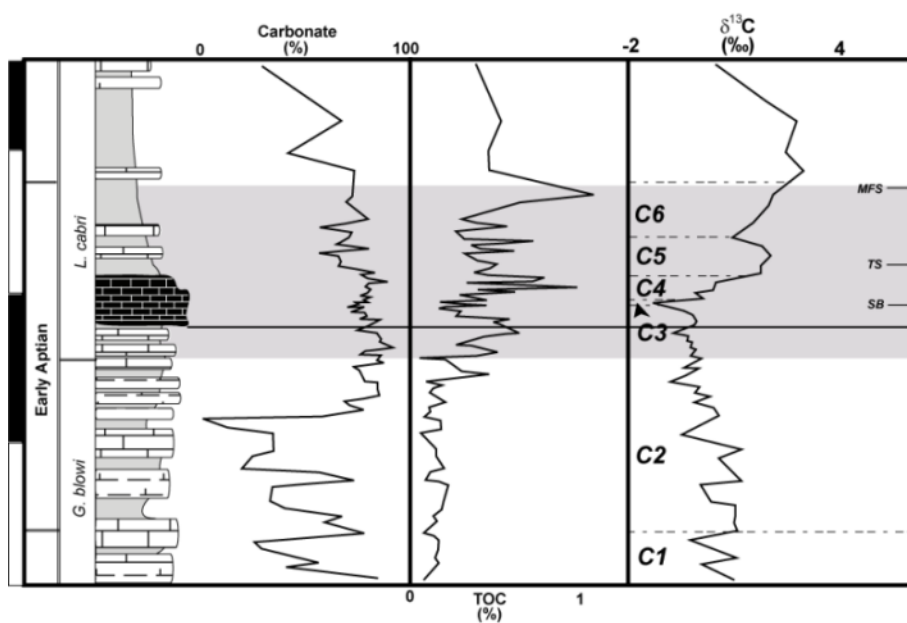 Carbonate
(%)
0
100
-2
δ13C
(‰)
4
Early Aptian
L. cabri
G. blowi
C6
C5
C4
C3
C2
C1
MFS
TS
SB
0
TOC
(%)
1